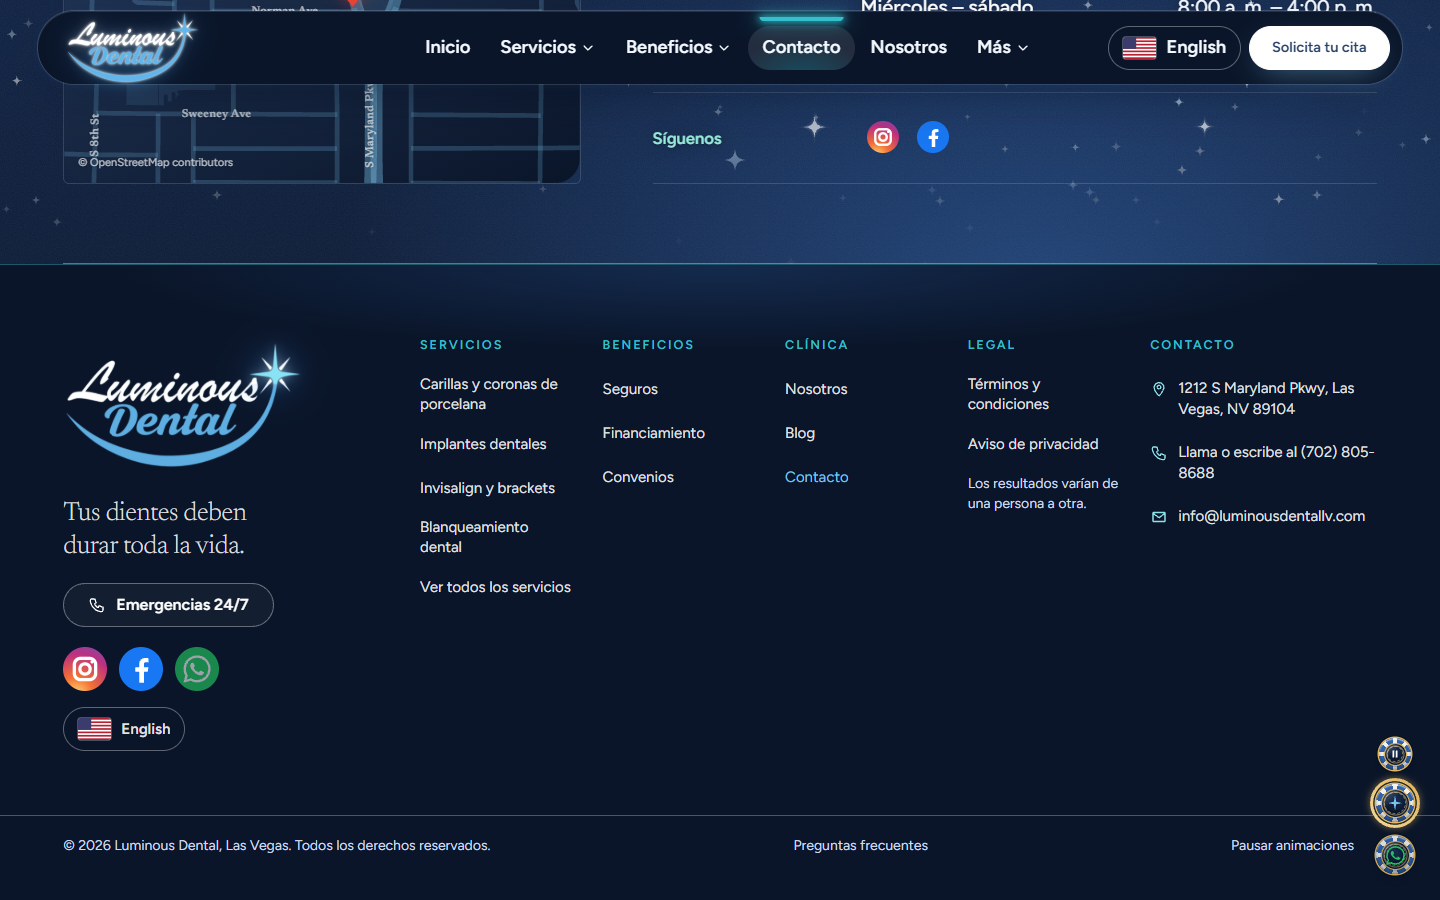 Norman Ave
Miércoles – sábado
8:00 a. m. – 4:00 p. m.
Luminous
Dental
Inicio
Servicios
Beneficios
Contacto
Nosotros
Más
English
Solicita tu cita
Sweeney Ave
S 8th St
S Maryland Pkw
© OpenStreetMap contributors
Síguenos
Luminous
Dental
Tus dientes deben
durar toda la vida.
Emergencias 24/7
English
SERVICIOS
Carillas y coronas de
porcelana
Implantes dentales
Invisalign y brackets
Blanqueamiento
dental
Ver todos los servicios
BENEFICIOS
Seguros
Financiamiento
Convenios
CLÍNICA
Nosotros
Blog
Contacto
LEGAL
Términos y
condiciones
Aviso de privacidad
Los resultados varían de
una persona a otra.
CONTACTO
1212 S Maryland Pkwy, Las
Vegas, NV 89104
Llama o escribe al (702) 805-
8688
info@luminousdentallv.com
© 2026 Luminous Dental, Las Vegas. Todos los derechos reservados.
Preguntas frecuentes
Pausar animaciones